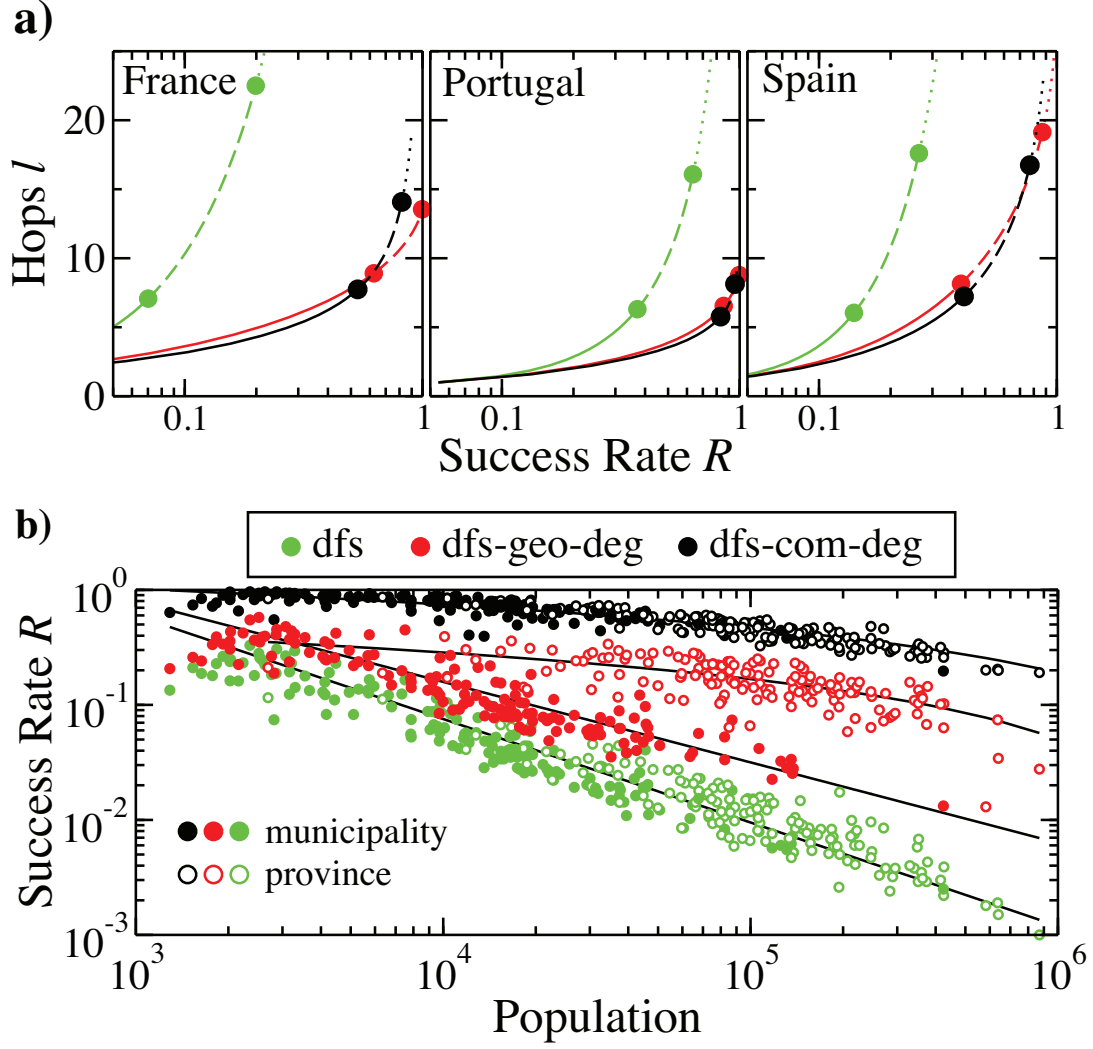 a)
France
Portugal
Spain
20
15
10
5
0
Hops l
0.1
1
0.1
1
0.1
1
Success Rate R
b)
dfs
dfs-geo-deg
dfs-com-deg
10^0
10^-1
10^-2
10^-3
Success Rate R
municipality
province
10^3
10^4
10^5
10^6
Population